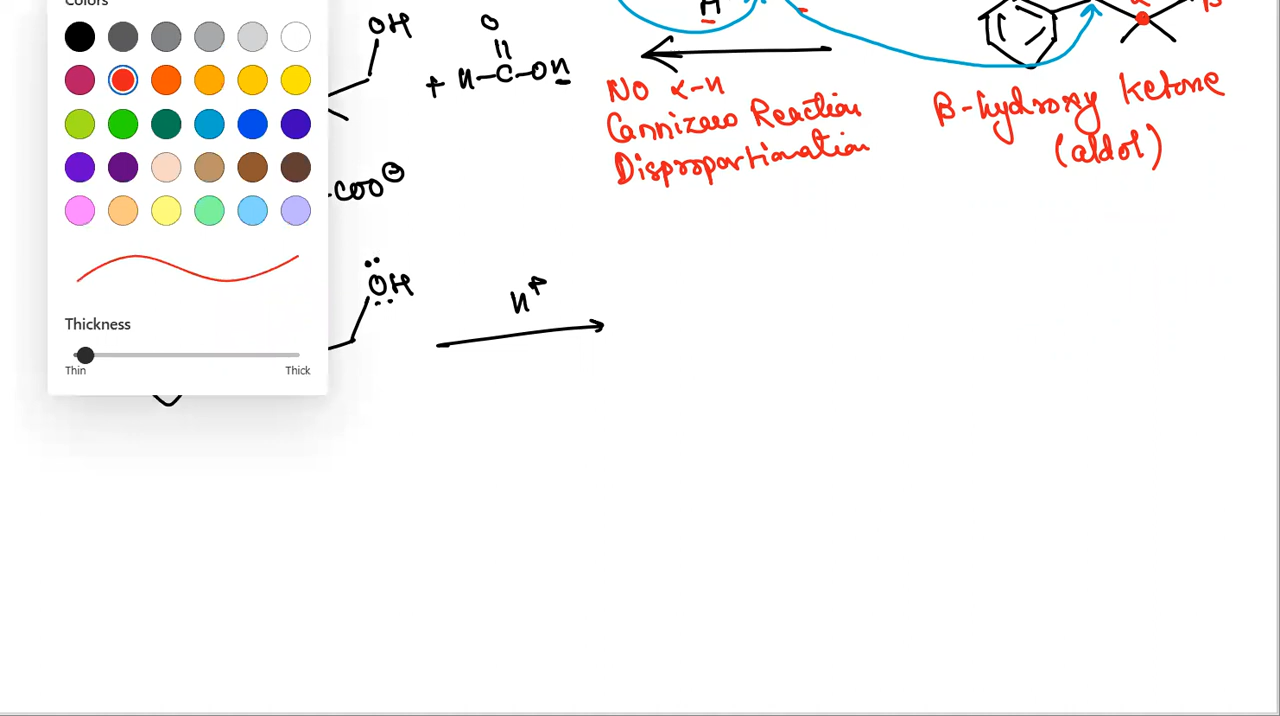 Colors
OH
O
+ H-C-OH
H
α
β
No α-H
Cannizaro Reaction
Disproportionation
β-hydroxy Ketone
(aldol)
-COO⊖
OH
H+
Thickness
Thin
Thick